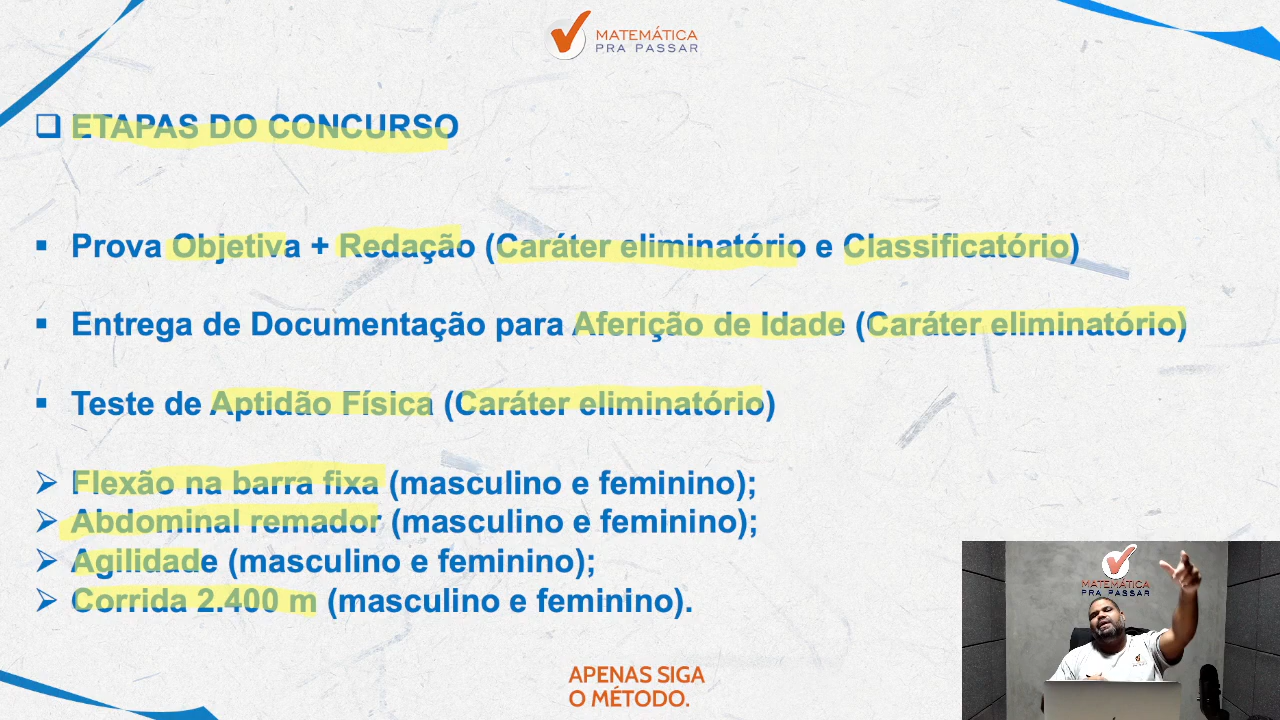 MATEMÁTICA
PRA PASSAR
ETAPAS DO CONCURSO
Prova Objetiva + Redação (Caráter eliminatório e Classificatório)
Entrega de Documentação para Aferição de Idade (Caráter eliminatório)
Teste de Aptidão Física (Caráter eliminatório)
Flexão na barra fixa (masculino e feminino);
Abdominal remador (masculino e feminino);
Agilidade (masculino e feminino);
Corrida 2.400 m (masculino e feminino).
APENAS SIGA
O MÉTODO.
MATEMÁTICA
PRA PASSAR